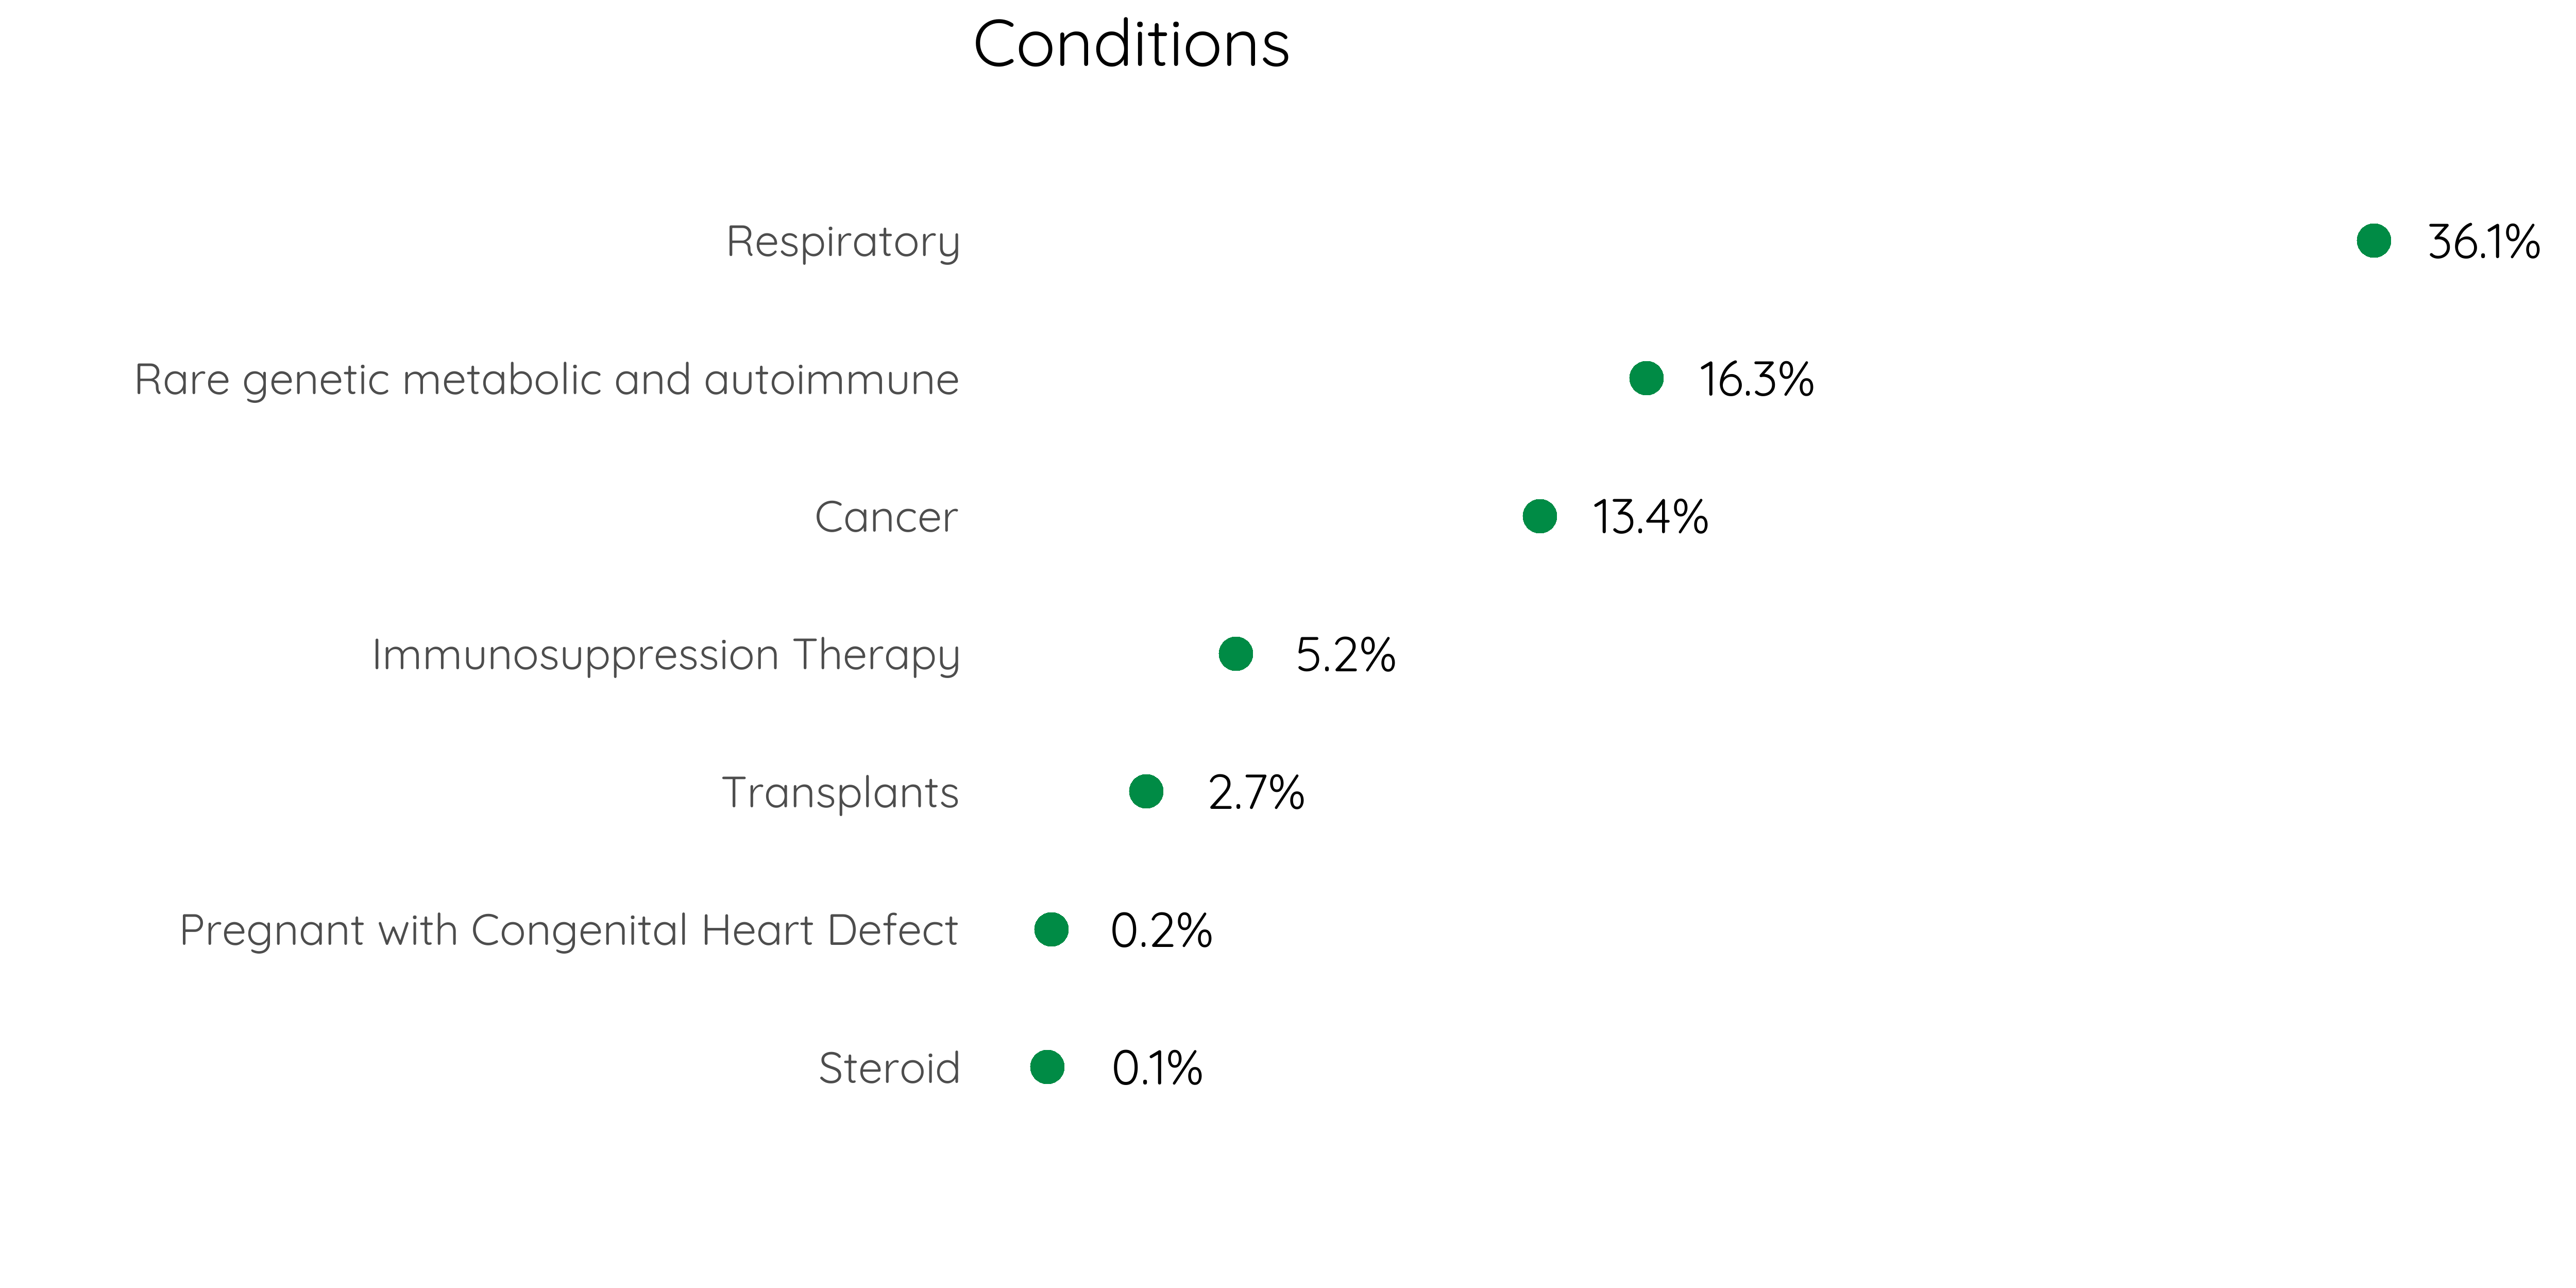 Conditions
Respiratory 36.1%
Rare genetic metabolic and autoimmune 16.3%
Cancer 13.4%
Immunosuppression Therapy 5.2%
Transplants 2.7%
Pregnant with Congenital Heart Defect 0.2%
Steroid 0.1%